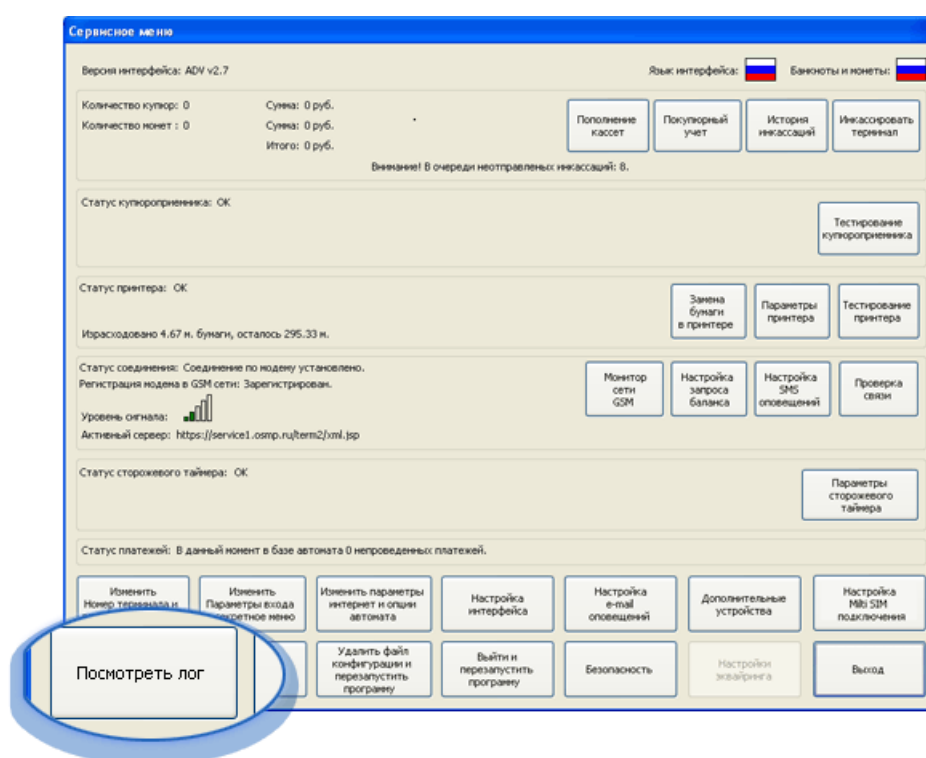 Сервисное меню
Версия интерфейса: ADV v2.7
Язык интерфейса:
Банкноты и монеты:
Количество купюр: 0
Сумма: 0 руб.
Количество монет : 0
Сумма: 0 руб.
Итого: 0 руб.
Пополнение
кассет
Покупюрный
учет
История
инкассаций
Инкассировать
терминал
Внимание! В очереди неотправленых инкассаций: 8.
Статус купюроприемника: OK
Тестирование
купюроприемника
Статус принтера: OK
Израсходовано 4.67 м. бумаги, осталось 295.33 м.
Замена
бумаги
в принтере
Параметры
принтера
Тестирование
принтера
Статус соединения: Соединение по модему установлено.
Регистрация модема в GSM сети: Зарегистрирован.
Уровень сигнала:
Активный сервер: https://service1.osmp.ru/term2/xml.jsp
Монитор
сети
GSM
Настройка
запроса
баланса
Настройка
SMS
оповещений
Проверка
связи
Статус сторожевого таймера: OK
Параметры
сторожевого
таймера
Статус платежей: В данный момент в базе автомата 0 непроведенных платежей.
Изменить
Номер терминала и
Изменить
Параметры входа
секретное меню
Изменить параметры
интернет и опции
автомата
Настройка
интерфейса
Настройка
e-mail
оповещений
Дополнительные
устройства
Настройка
Milti SIM
подключения
Посмотреть лог
Удалить файл
конфигурации и
перезапустить
программу
Выйти и
перезапустить
программу
Безопасность
Настройки
эквайринга
Выход